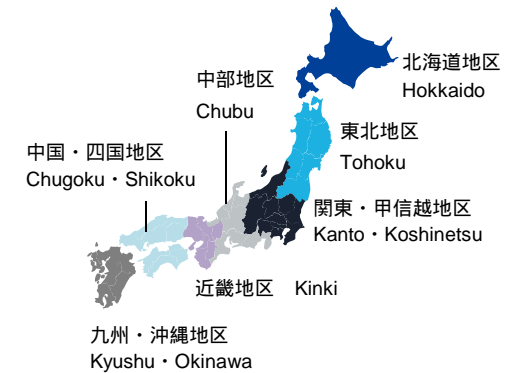 北海道地区
Hokkaido
中部地区
Chubu
東北地区
Tohoku
中国・四国地区
Chugoku・Shikoku
関東・甲信越地区
Kanto・Koshinetsu
近畿地区 Kinki
九州・沖縄地区
Kyushu・Okinawa